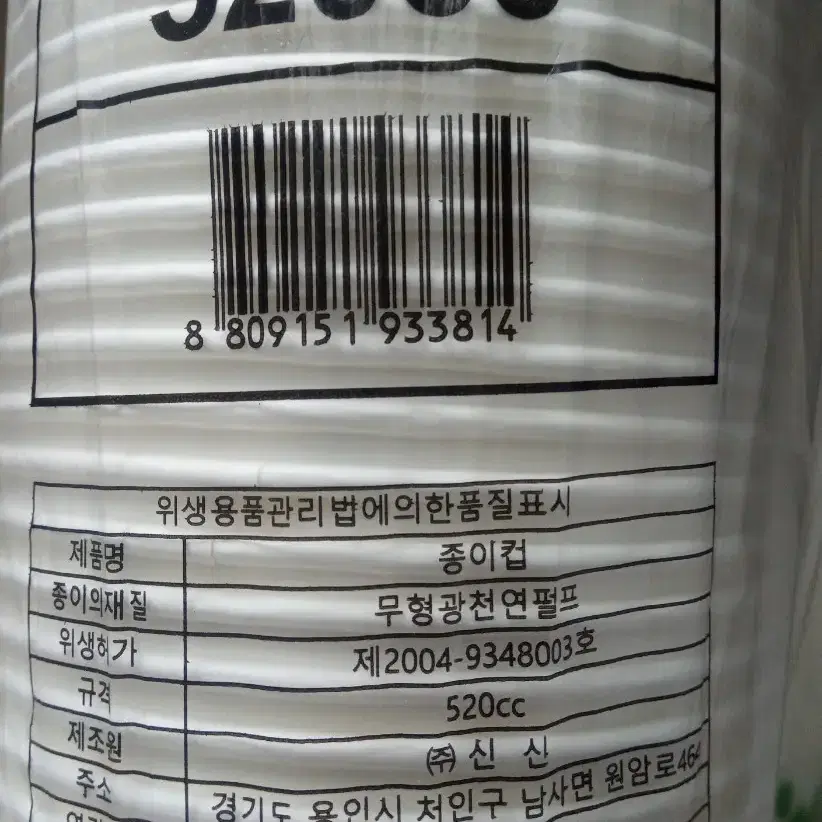 8 809151 933814
위생용품관리법에의한품질표시
제품명 종이컵
종이의재질 무형광천연펄프
위생허가 제2004-9348003호
규격 520cc
제조원 ㈜신 산
주소 경기도 용인시 처인구 남사면 원암로464